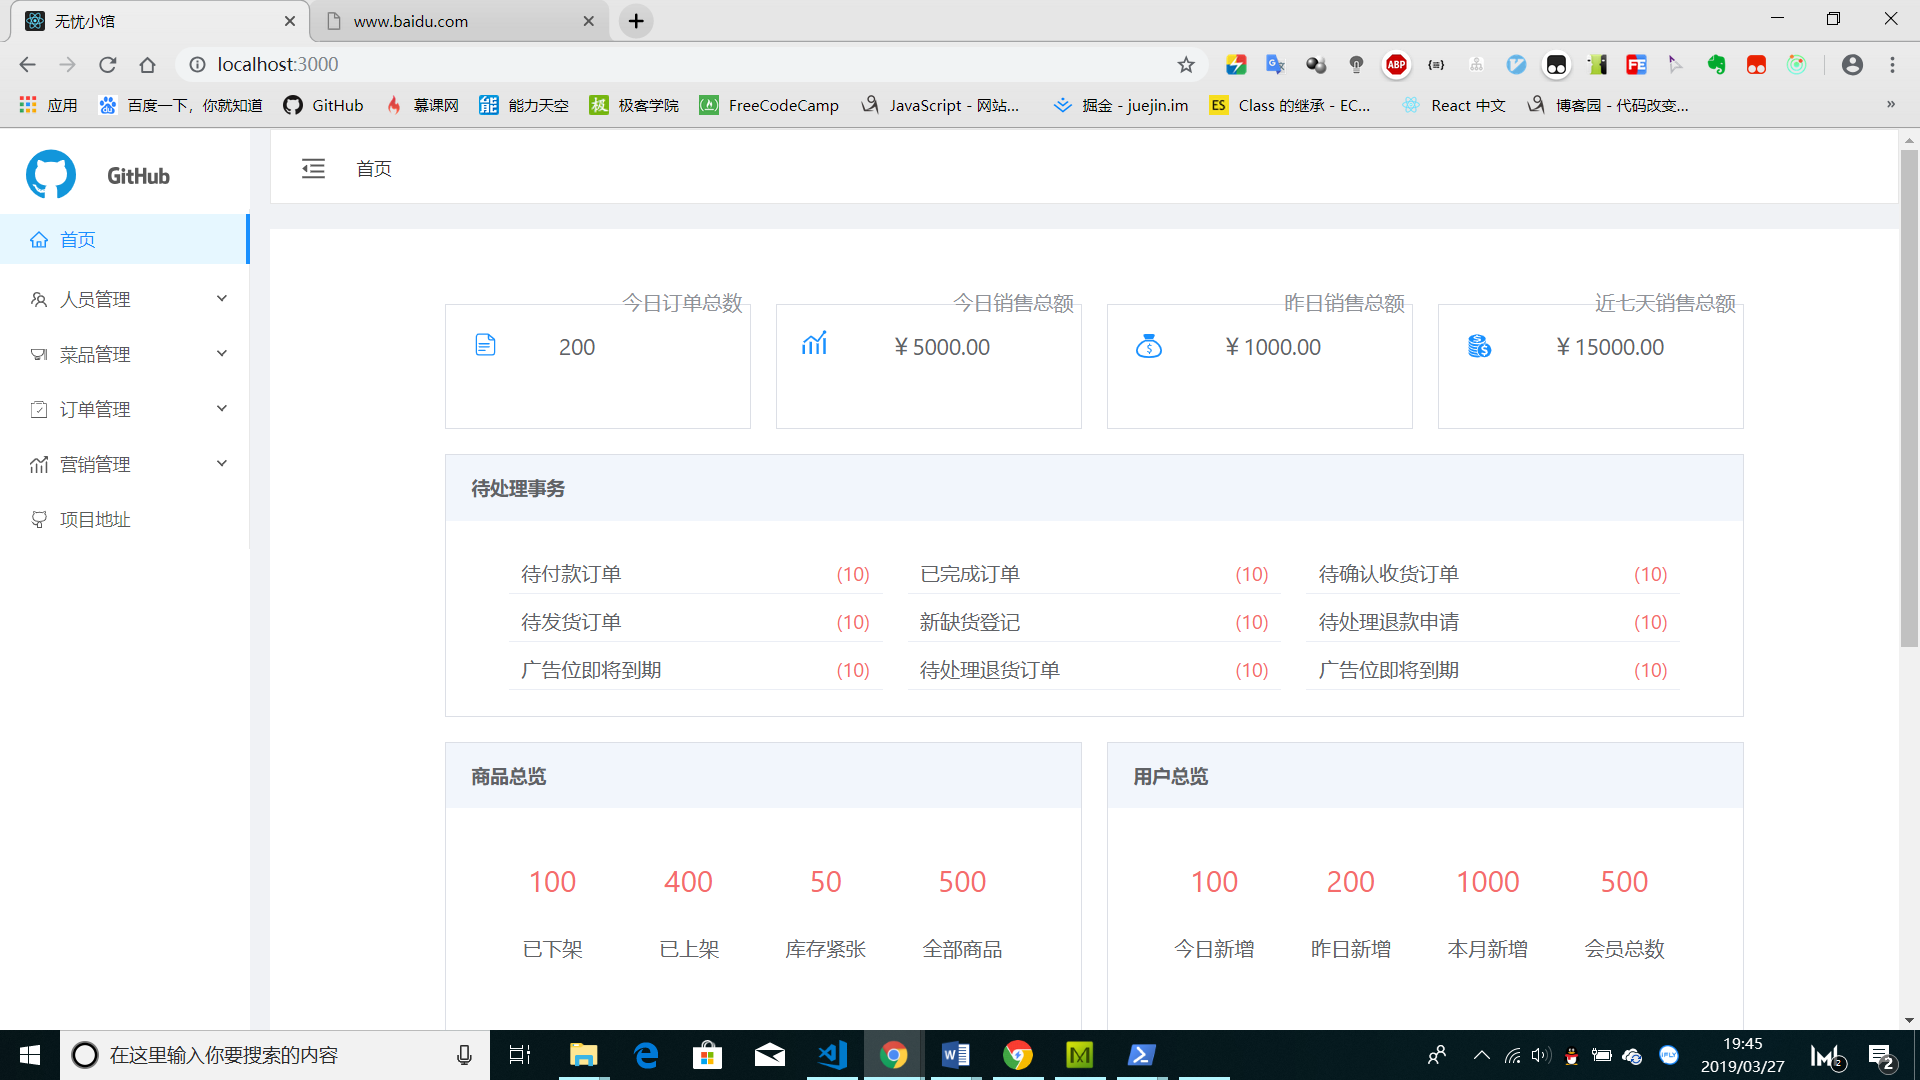 无忧小馆
www.baidu.com
localhost:3000
ABP
FE
应用
百度一下，你就知道
GitHub
慕课网
能 能力天空
极 极客学院
FreeCodeCamp
JavaScript - 网站...
掘金 - juejin.im
ES Class 的继承 - EC...
React 中文
博客园 - 代码改变...
»
GitHub
首页
首页
人员管理
菜品管理
订单管理
营销管理
项目地址
今日订单总数
200
今日销售总额
¥ 5000.00
昨日销售总额
¥ 1000.00
近七天销售总额
¥ 15000.00
待处理事务
待付款订单 (10) 已完成订单 (10) 待确认收货订单 (10)
待发货订单 (10) 新缺货登记 (10) 待处理退款申请 (10)
广告位即将到期 (10) 待处理退货订单 (10) 广告位即将到期 (10)
商品总览
100 400 50 500
已下架 已上架 库存紧张 全部商品
用户总览
100 200 1000 500
今日新增 昨日新增 本月新增 会员总数
在这里输入你要搜索的内容
19:45
2019/03/27
2
2